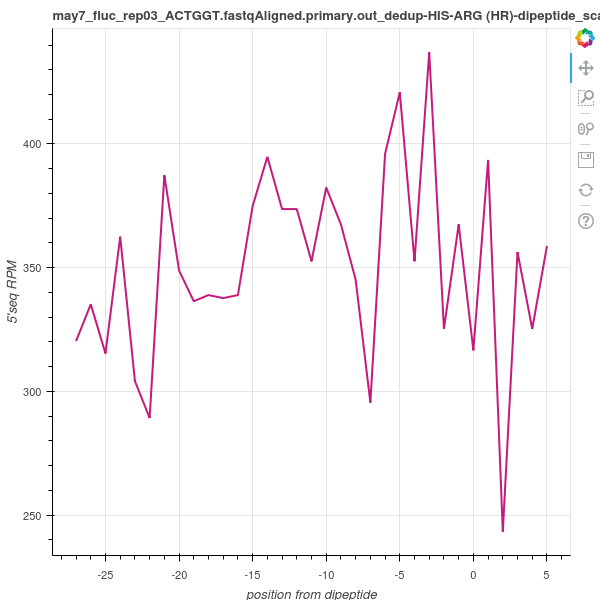 may7_fluc_rep03_ACTGGT.fastqAligned.primary.out_dedup-HIS-ARG (HR)-dipeptide_sca
400
350
300
250
5'seq RPM
-25 -20 -15 -10 -5 0 5
position from dipeptide